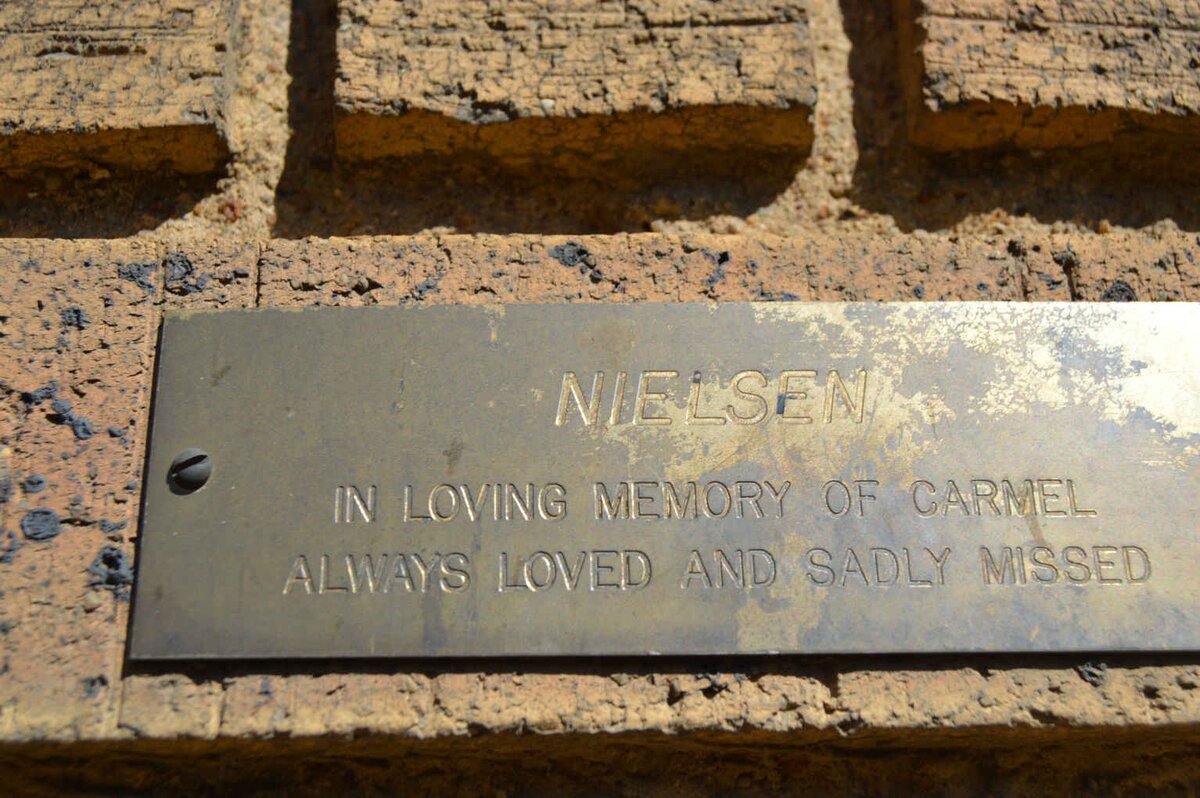 NIELSEN
IN LOVING MEMORY OF CARMEL
ALWAYS LOVED AND SADLY MISSED